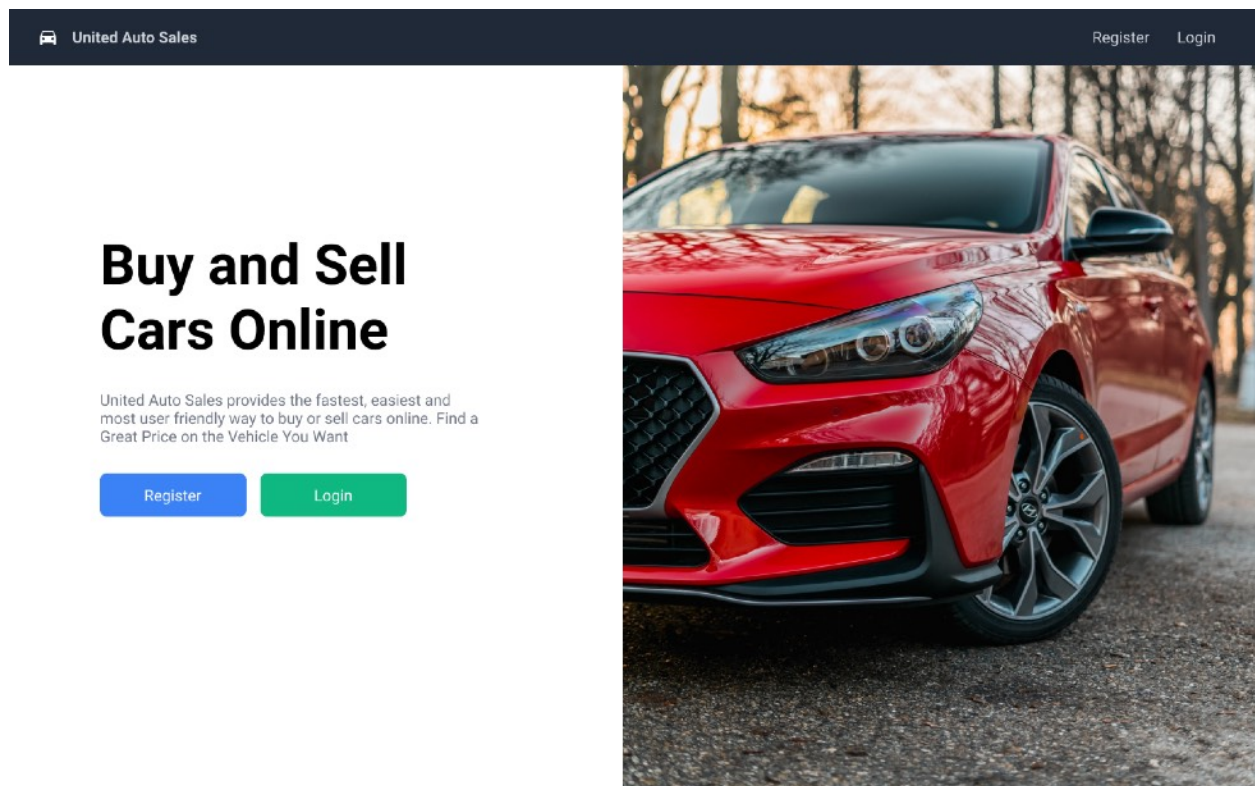 United Auto Sales
Register
Login
Buy and Sell
Cars Online
United Auto Sales provides the fastest, easiest and
most user friendly way to buy or sell cars online. Find a
Great Price on the Vehicle You Want
Register
Login